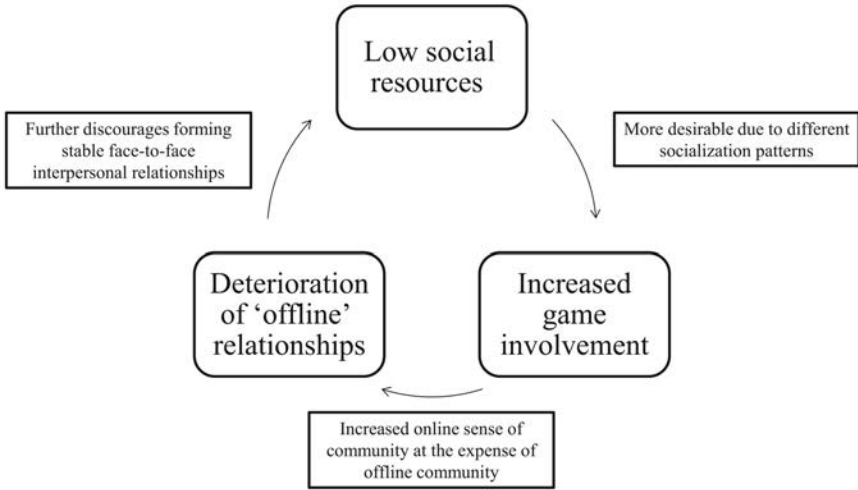 Low social
resources
Further discourages forming
stable face-to-face
interpersonal relationships
More desirable due to different
socialization patterns
Deterioration
of ‘offline’
relationships
Increased
game
involvement
Increased online sense of
community at the expense of
offline community